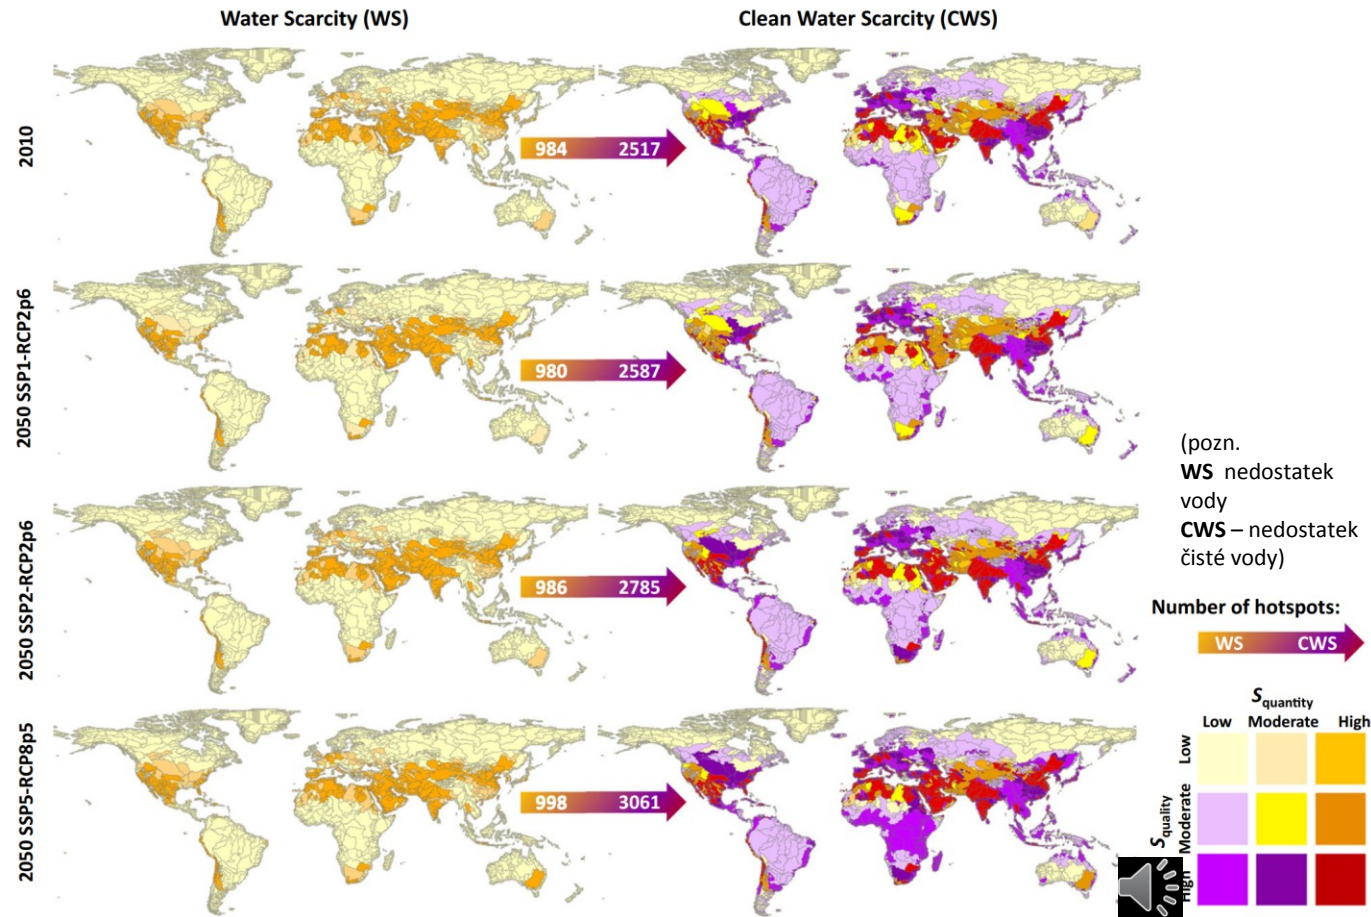 Water Scarcity (WS)
Clean Water Scarcity (CWS)
2010
984 2517
2050 SSP1-RCP2p6
980 2587
2050 SSP2-RCP2p6
986 2785
2050 SSP5-RCP8p5
998 3061
(pozn.
WS nedostatek
vody
CWS – nedostatek
čisté vody)
Number of hotspots:
WS CWS
Squantity
Low Moderate High
Squality
Low
Moderate
High